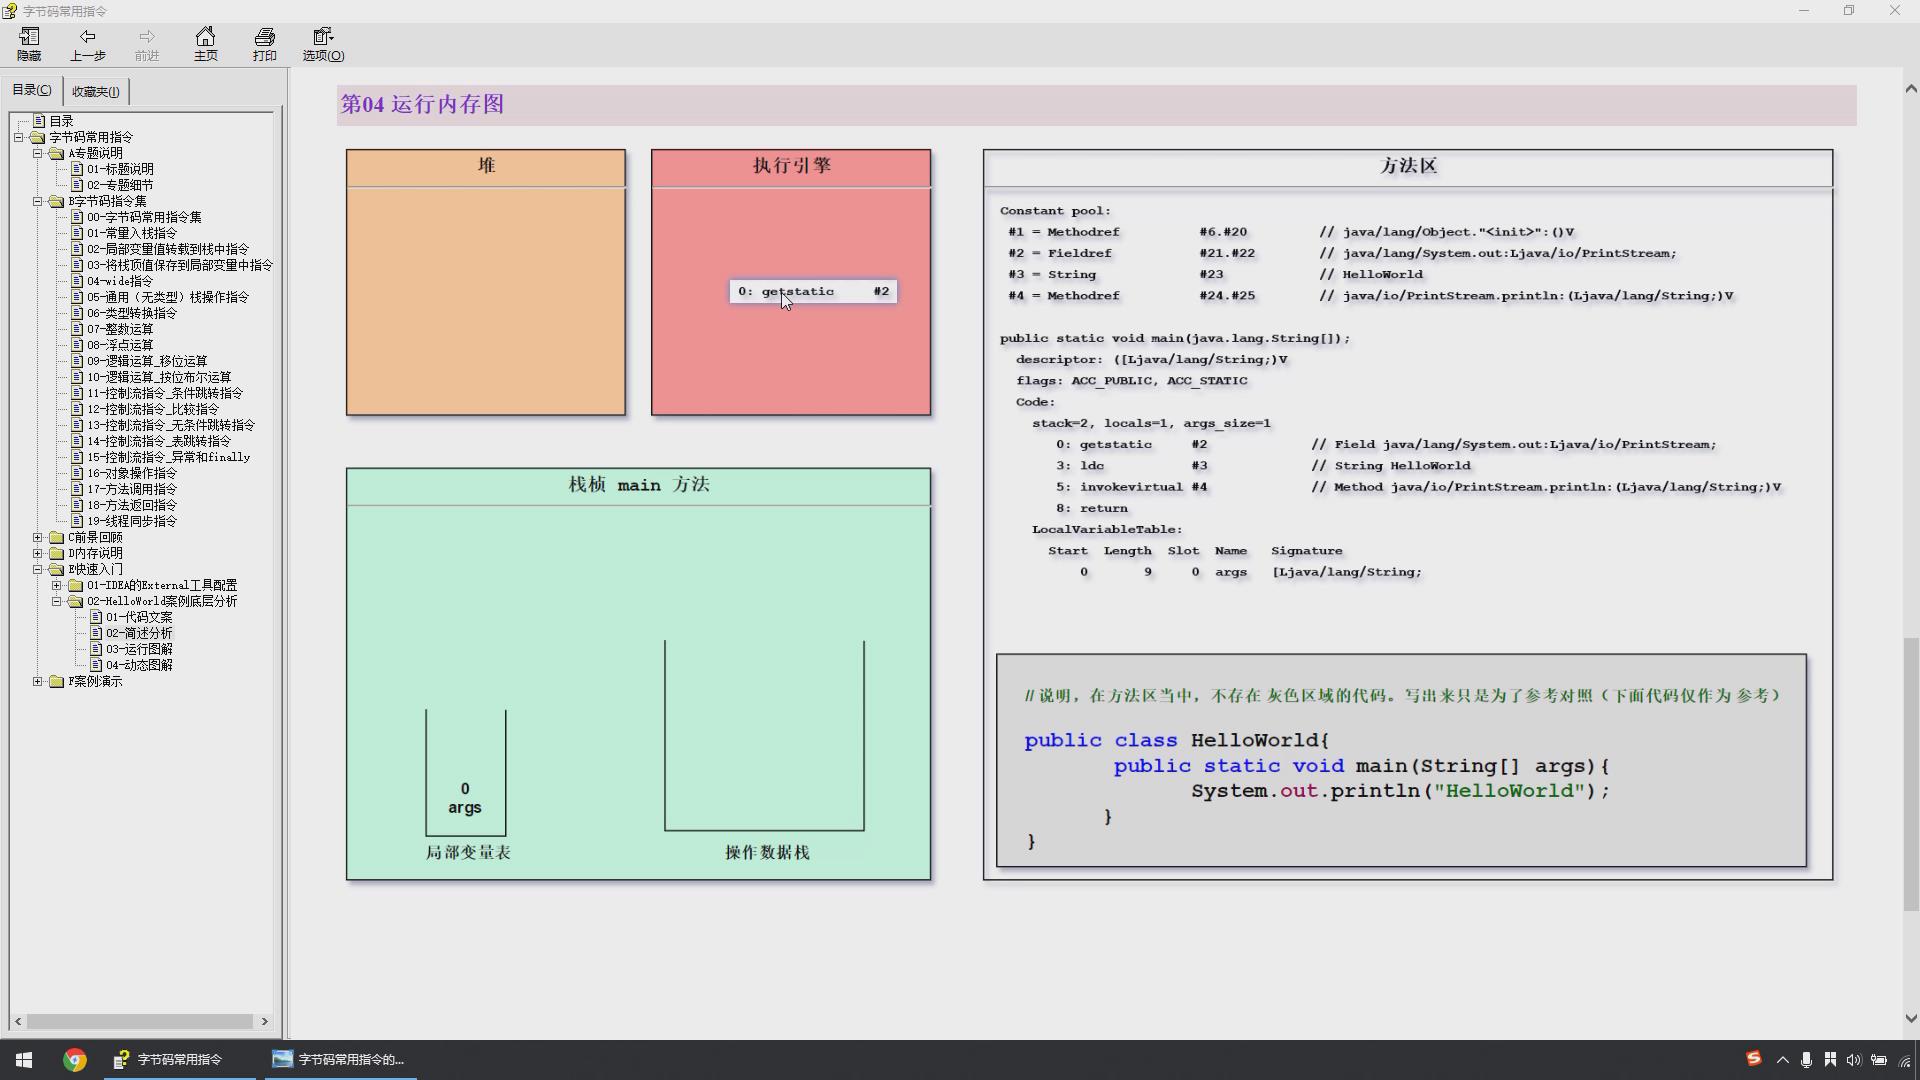 字节码常用指令
隐藏
上一步
前进
主页
打印
选项(O)
目录(C)
收藏夹(I)
目录
字节码常用指令
A专题说明
01-标题说明
02-专题细节
B字节码指令集
00-字节码常用指令集
01-常量入栈指令
02-局部变量值转载到栈中指令
03-将栈顶值保存到局部变量中指令
04-wide指令
05-通用（无类型）栈操作指令
06-类型转换指令
07-整数运算
08-浮点运算
09-逻辑运算_移位运算
10-逻辑运算_按位布尔运算
11-控制流指令_条件跳转指令
12-控制流指令_比较指令
13-控制流指令_无条件跳转指令
14-控制流指令_表跳转指令
15-控制流指令_异常和finally
16-对象操作指令
17-方法调用指令
18-方法返回指令
19-线程同步指令
C前景回顾
D内存说明
E快速入门
01-IDEA的External工具配置
02-HelloWorld案例底层分析
01-代码文案
02-简述分析
03-运行图解
04-动态图解
F案例演示
第04 运行内存图
堆
执行引擎
0: getstatic #2
栈桢 main 方法
0
args
局部变量表
操作数据栈
方法区
Constant pool:
#1 = Methodref #6.#20 // java/lang/Object."<init>":()V
#2 = Fieldref #21.#22 // java/lang/System.out:Ljava/io/PrintStream;
#3 = String #23 // HelloWorld
#4 = Methodref #24.#25 // java/io/PrintStream.println:(Ljava/lang/String;)V
public static void main(java.lang.String[]);
descriptor: ([Ljava/lang/String;)V
flags: ACC_PUBLIC, ACC_STATIC
Code:
stack=2, locals=1, args_size=1
0: getstatic #2 // Field java/lang/System.out:Ljava/io/PrintStream;
3: ldc #3 // String HelloWorld
5: invokevirtual #4 // Method java/io/PrintStream.println:(Ljava/lang/String;)V
8: return
LocalVariableTable:
Start Length Slot Name Signature
0 9 0 args [Ljava/lang/String;
// 说明，在方法区当中，不存在 灰色区域的代码。写出来只是为了参考对照（下面代码仅作为 参考）
public class HelloWorld{
public static void main(String[] args){
System.out.println("HelloWorld");
}
}
字节码常用指令
字节码常用指令的...